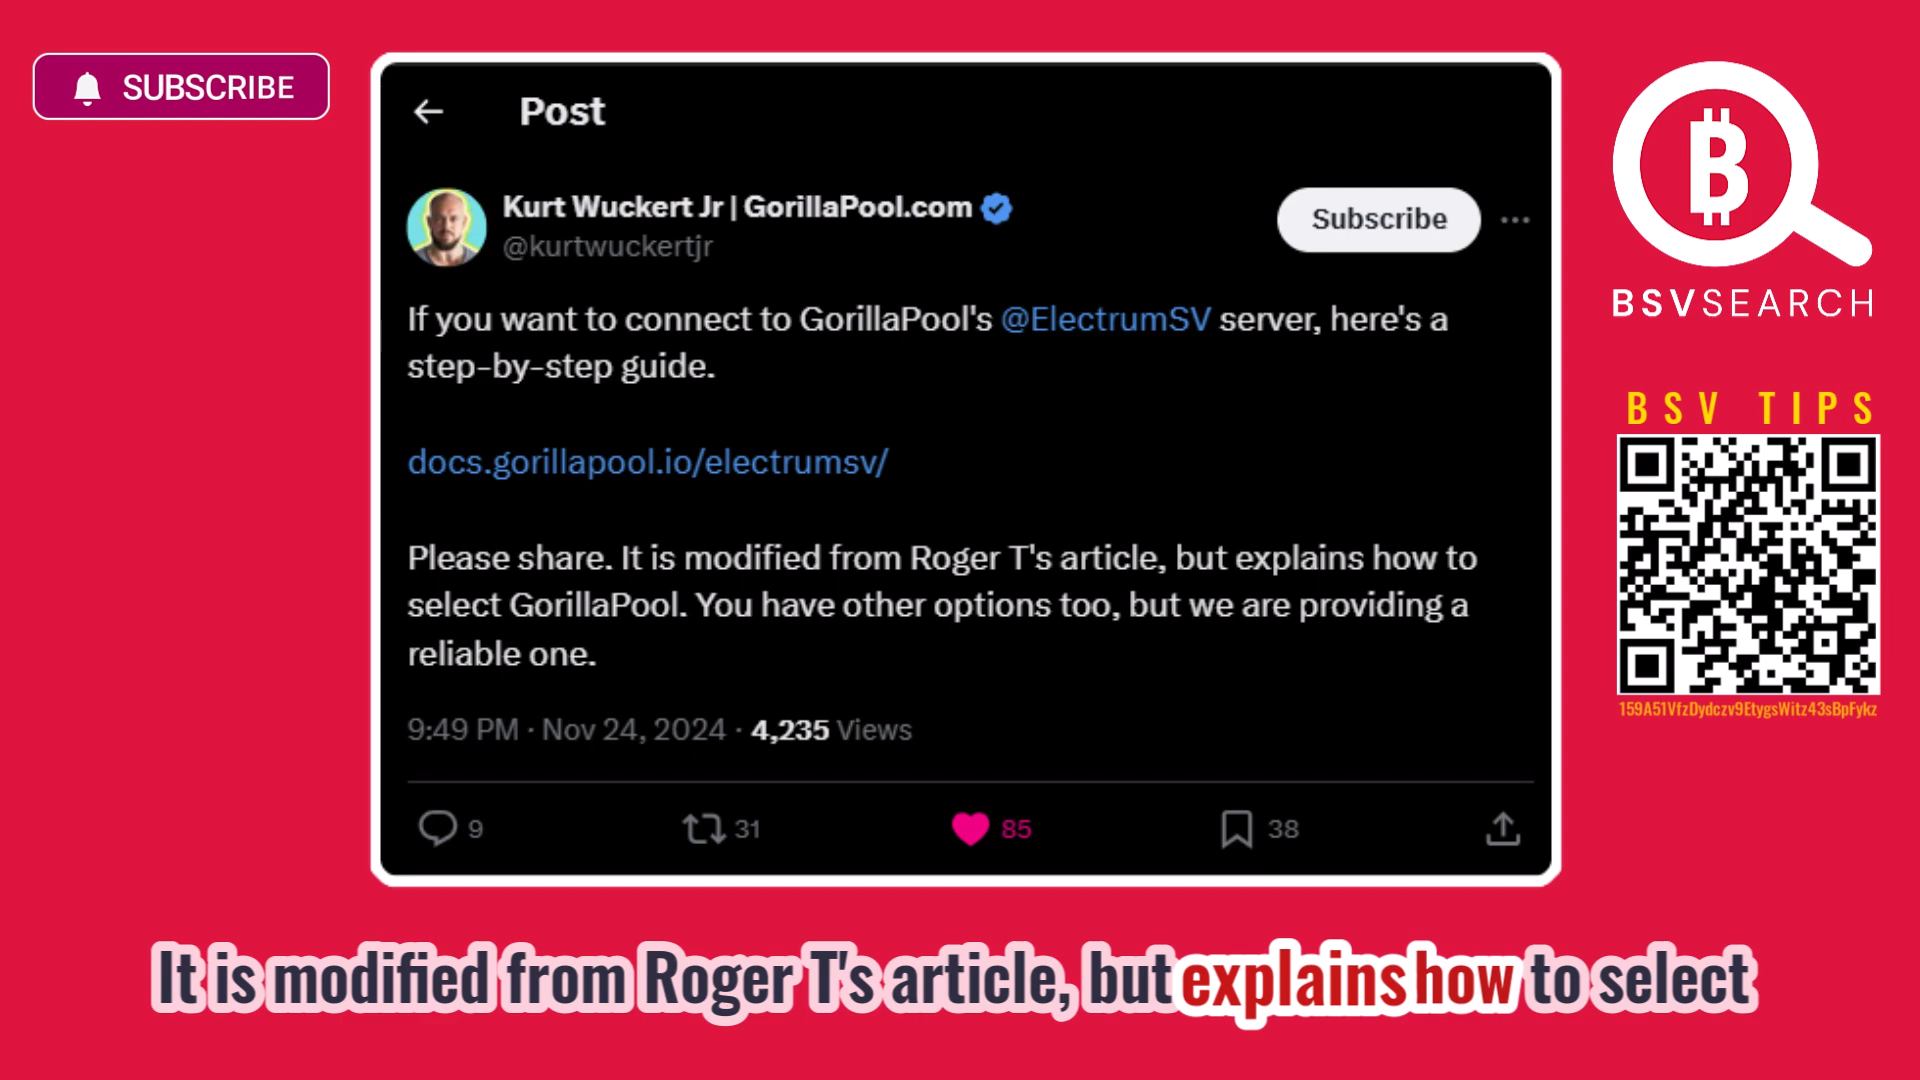 SUBSCRIBE
Post
Kurt Wuckert Jr | GorillaPool.com
@kurtwuckertjr
Subscribe
If you want to connect to GorillaPool's @ElectrumSV server, here's a
step-by-step guide.
docs.gorillapool.io/electrumsv/
Please share. It is modified from Roger T's article, but explains how to
select GorillaPool. You have other options too, but we are providing a
reliable one.
9:49 PM · Nov 24, 2024 · 4,235 Views
9
31
85
38
BSVSEARCH
BSV TIPS
159A51VfzDydczv9EtygsWitz43sBpFykz
It is modified from Roger T's article, but explains how to select